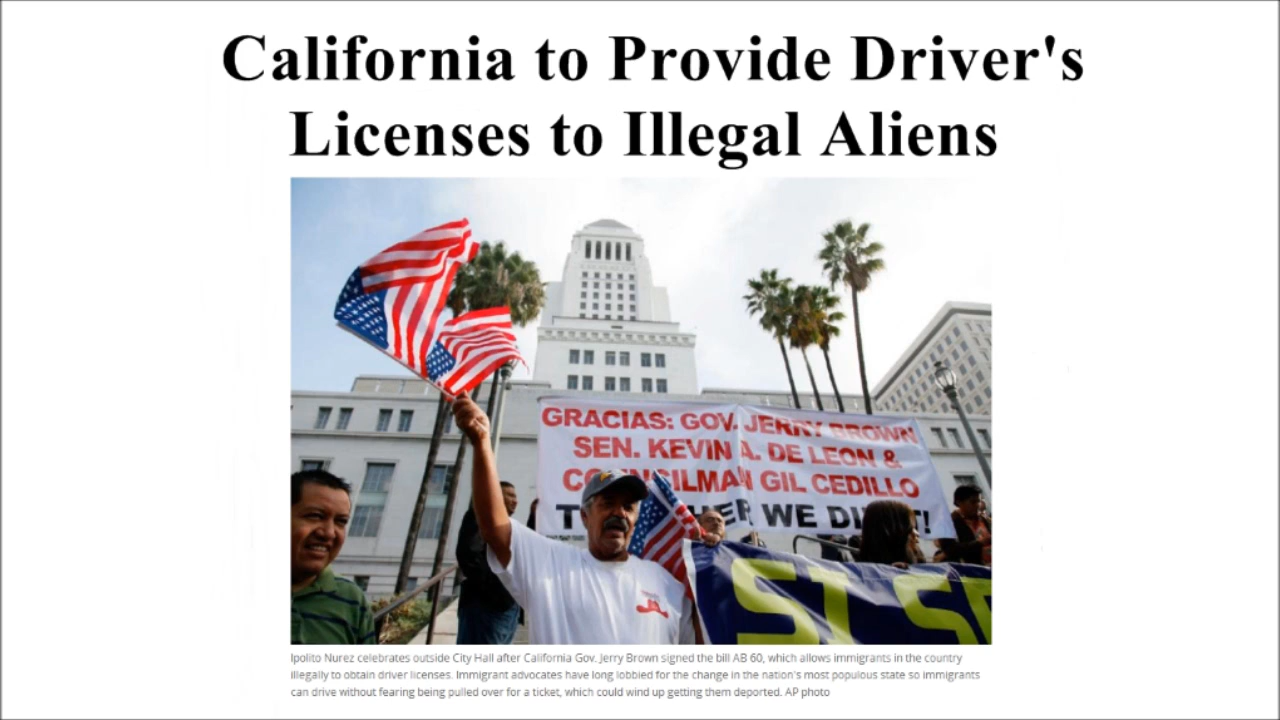 California to Provide Driver's
Licenses to Illegal Aliens
GRACIAS: GOV. JERRY BROWN
SEN. KEVIN A. DE LEON &
COUNCILMAN GIL CEDILLO
WE DI T!
Ipolito Nurez celebrates outside City Hall after California Gov. Jerry Brown signed the bill AB 60, which allows immigrants in the country
illegally to obtain driver licenses. Immigrant advocates have long lobbied for the change in the nation's most populous state so immigrants
can drive without fearing being pulled over for a ticket, which could wind up getting them deported. AP photo